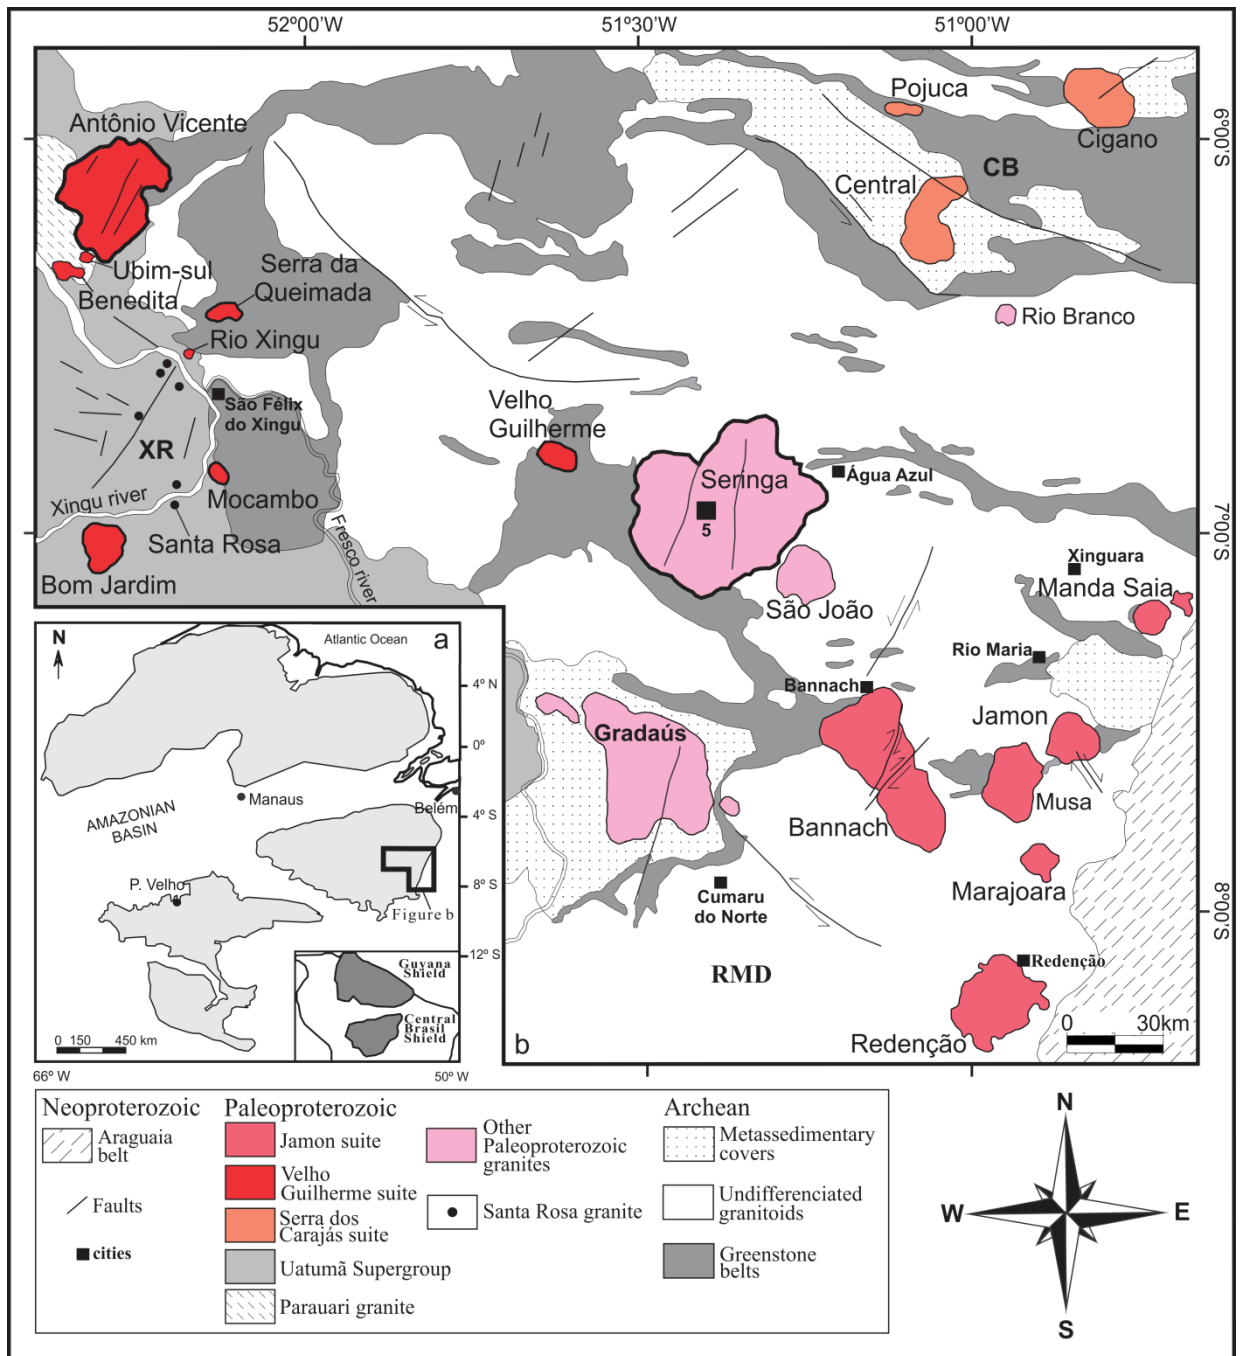 52º00'W
51º30'W
51º00'W
Pojuca
Antônio Vicente
Cigano
6º00'S
CB
Central
Ubim-sul
Serra da
Queimada
Benedita
Rio Branco
Rio Xingu
São Félix
do Xingu
Velho
Guilherme
XR
Seringa
Água Azul
Xingu river
Mocambo
5
Fresco river
7º00'S
Santa Rosa
Xinguara
Bom Jardim
Manda Saia
São João
Rio Maria
Bannach
Jamon
Gradaús
Musa
Bannach
Marajoara
Cumaru
do Norte
8º00'S
RMD
Redenção
Redenção
0 30km
b
N
a
Atlantic Ocean
4º N
0º
Manaus
Belém
4º S
AMAZONIAN
BASIN
P. Velho
8º S
Figure b
12º S
Guyana
Shield
Central
Brasil
Shield
0 150 450 km
66º W
50º W
Neoproterozoic
Araguaia
belt
Faults
cities
Paleoproterozoic
Jamon suite
Velho
Guilherme suite
Serra dos
Carajás suite
Uatumã Supergroup
Parauari granite
Other
Paleoproterozoic
granites
Santa Rosa granite
Archean
Metassedimentary
covers
Undifferenciated
granitoids
Greenstone
belts
N
W
E
S